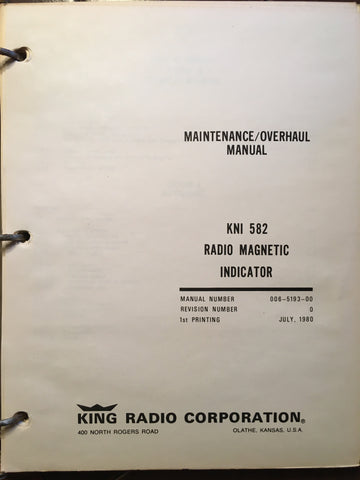 MAINTENANCE/OVERHAUL
MANUAL
KNI 582
RADIO MAGNETIC
INDICATOR
MANUAL NUMBER 006-5193-00
REVISION NUMBER 0
1st PRINTING JULY, 1980
KING RADIO CORPORATION®
400 NORTH ROGERS ROAD OLATHE, KANSAS, U.S.A.